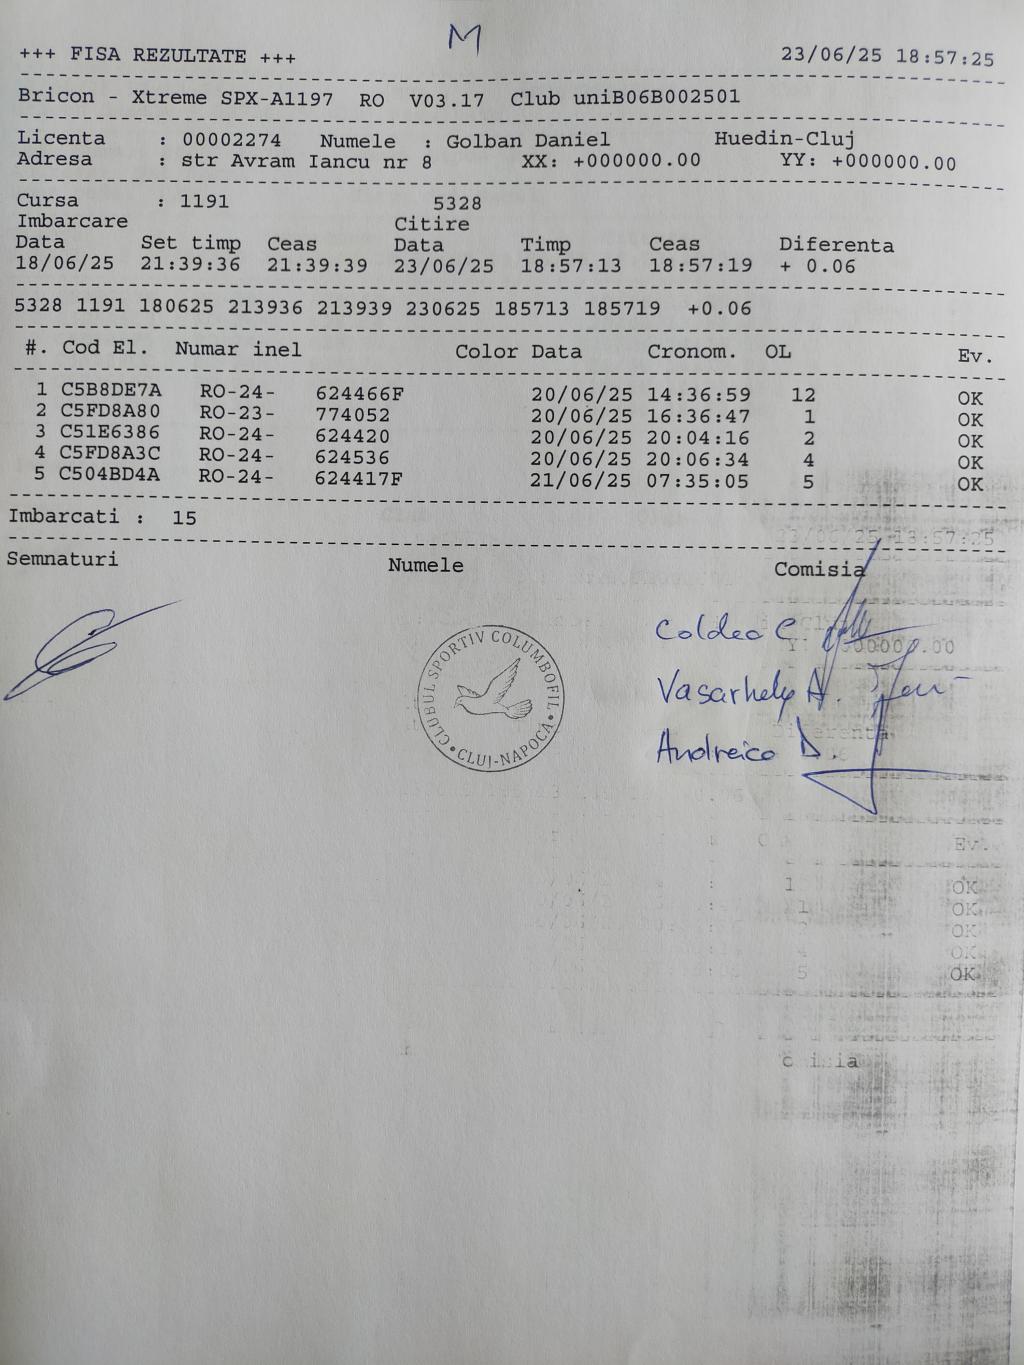 M
+++ FISA REZULTATE +++ 23/06/25 18:57:25
Bricon - Xtreme SPX-A1197 RO V03.17 Club uniB06B002501
Licenta : 00002274 Numele : Golban Daniel Huedin-Cluj
Adresa : str Avram Iancu nr 8 XX: +000000.00 YY: +000000.00
Cursa : 1191 5328
Imbarcare Citire
Data Set timp Ceas Data Timp Ceas Diferenta
18/06/25 21:39:36 21:39:39 23/06/25 18:57:13 18:57:19 + 0.06
5328 1191 180625 213936 213939 230625 185713 185719 +0.06
#. Cod El. Numar inel Color Data Cronom. OL Ev.
1 C5B8DE7A RO-24- 624466F 20/06/25 14:36:59 12 OK
2 C5FD8A80 RO-23- 774052 20/06/25 16:36:47 1 OK
3 C51E6386 RO-24- 624420 20/06/25 20:04:16 2 OK
4 C5FD8A3C RO-24- 624536 20/06/25 20:06:34 4 OK
5 C504BD4A RO-24- 624417F 21/06/25 07:35:05 5 OK
Imbarcati : 15
Semnaturi Numele Comisia
Coldea C.
Vasarhely A.
Andreica D.
CLUBUL SPORTIV COLUMBOFIL
CLUJ-NAPOCA